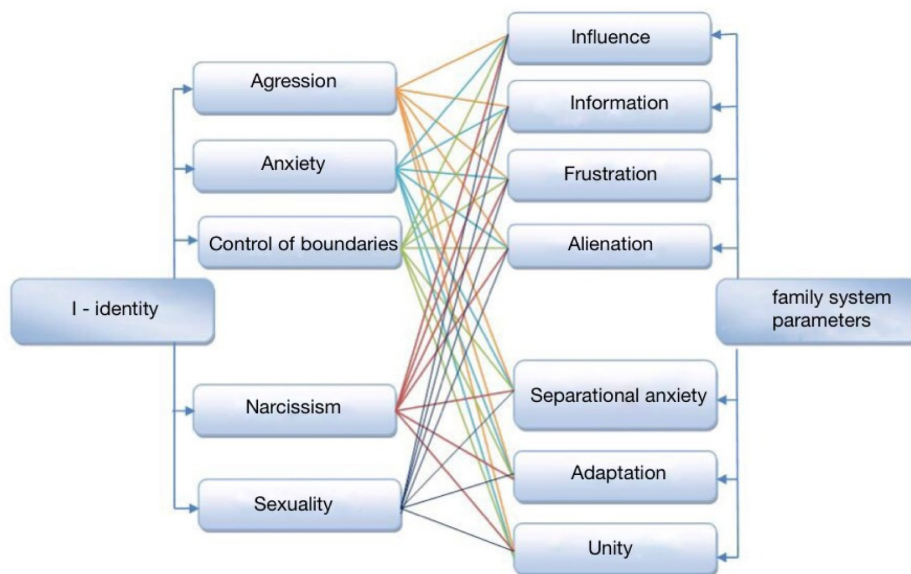 Influence
Agression
Information
Anxiety
Frustration
Control of boundaries
Alienation
I - identity
family system
parameters
Narcissism
Separational anxiety
Adaptation
Sexuality
Unity